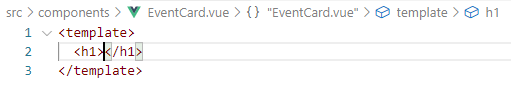 src > components > EventCard.vue > {} "EventCard.vue" > template > h1
1 <template>
2 <h1></h1>
3 </template>